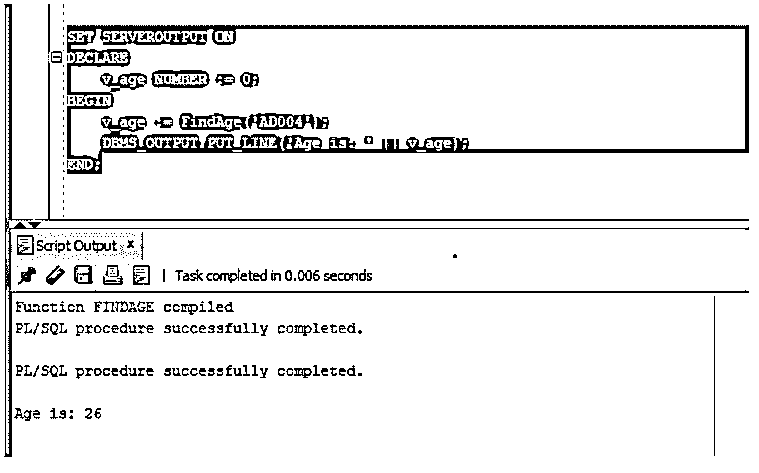 SET SERVEROUTPUT ON
DECLARE
v_age NUMBER := 0;
BEGIN
v_age := FindAge('AD004');
DBMS_OUTPUT.PUT_LINE('Age is: ' || v_age);
END;
Script Output x
Task completed in 0.006 seconds
Function FINDAGE compiled
PL/SQL procedure successfully completed.
PL/SQL procedure successfully completed.
Age is: 26